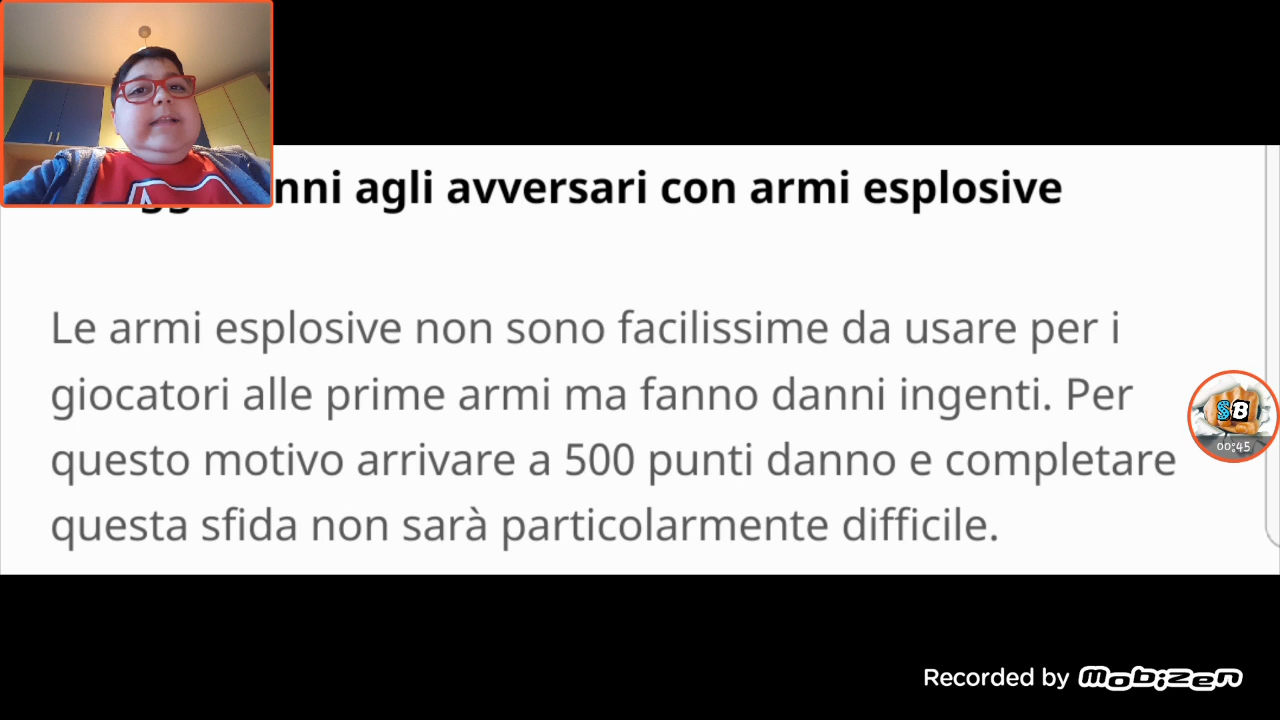 nni agli avversari con armi esplosive
Le armi esplosive non sono facilissime da usare per i
giocatori alle prime armi ma fanno danni ingenti. Per
questo motivo arrivare a 500 punti danno e completare
questa sfida non sarà particolarmente difficile.
SB
00:45
Recorded by mobizen